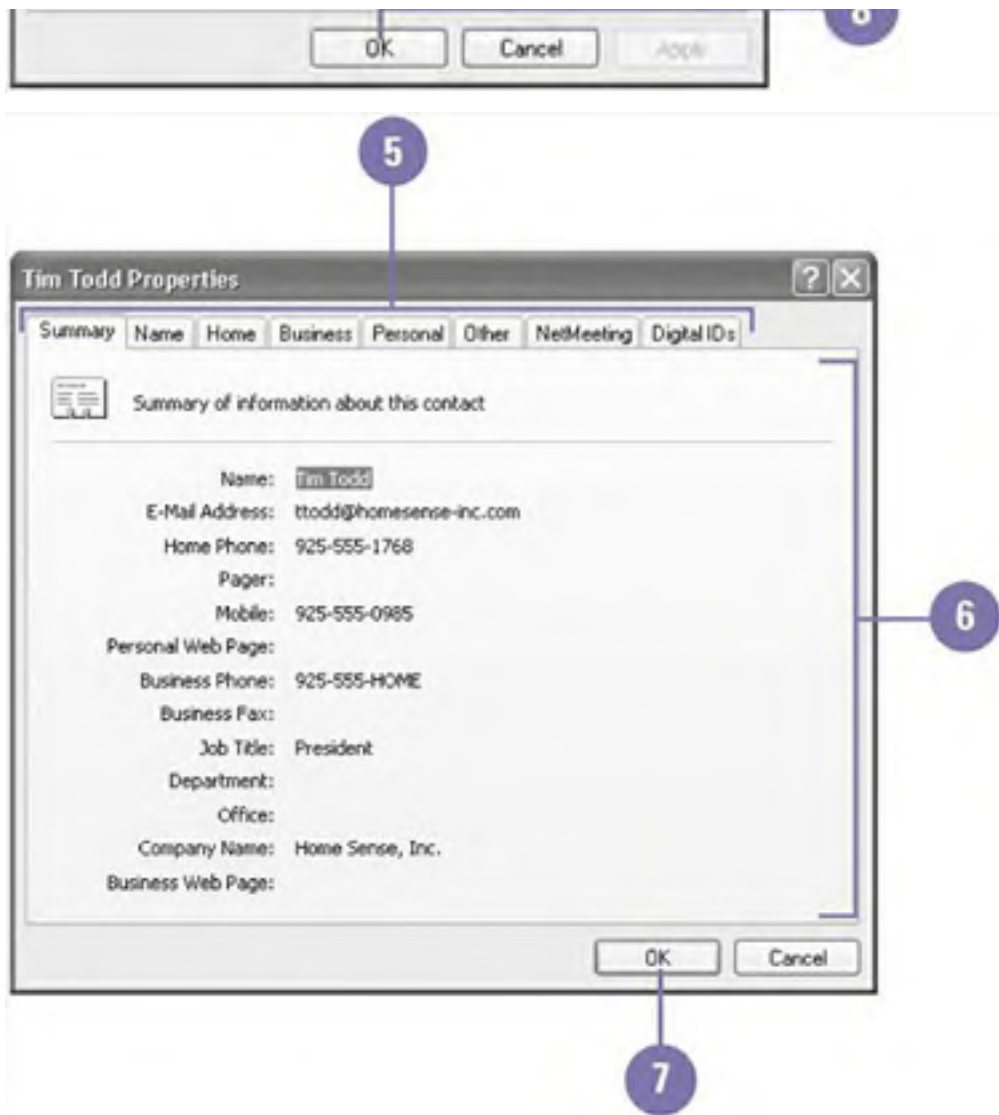 OK Cancel Apply
5
Tim Todd Properties
Summary Name Home Business Personal Other NetMeeting Digital IDs
Summary of information about this contact
Name: Tim Todd
E-Mail Address: ttodd@homesense-inc.com
Home Phone: 925-555-1768
Pager:
Mobile: 925-555-0985
Personal Web Page:
Business Phone: 925-555-HOME
Business Fax:
Job Title: President
Department:
Office:
Company Name: Home Sense, Inc.
Business Web Page:
6
OK Cancel
7